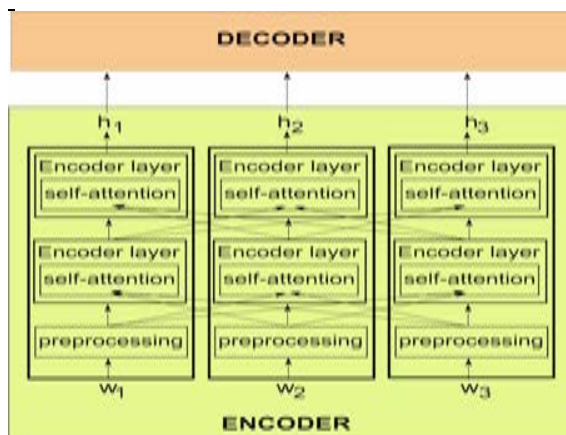 DECODER
h1 h2 h3
Encoder layer Encoder layer Encoder layer
self-attention self-attention self-attention
Encoder layer Encoder layer Encoder layer
self-attention self-attention self-attention
preprocessing preprocessing preprocessing
w1 w2 w3
ENCODER